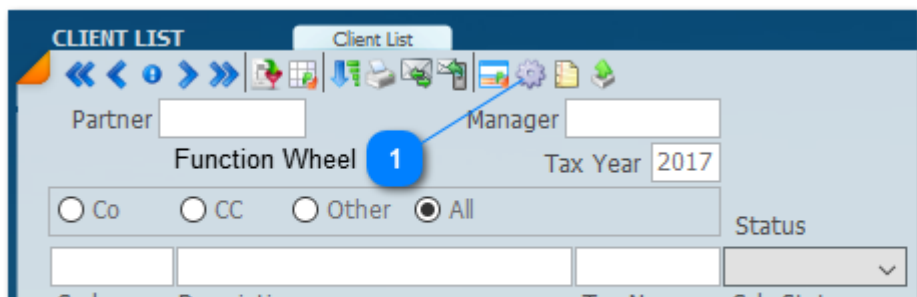 CLIENT LIST Client List
Partner Manager
Function Wheel 1 Tax Year 2017
Co CC Other All
Status